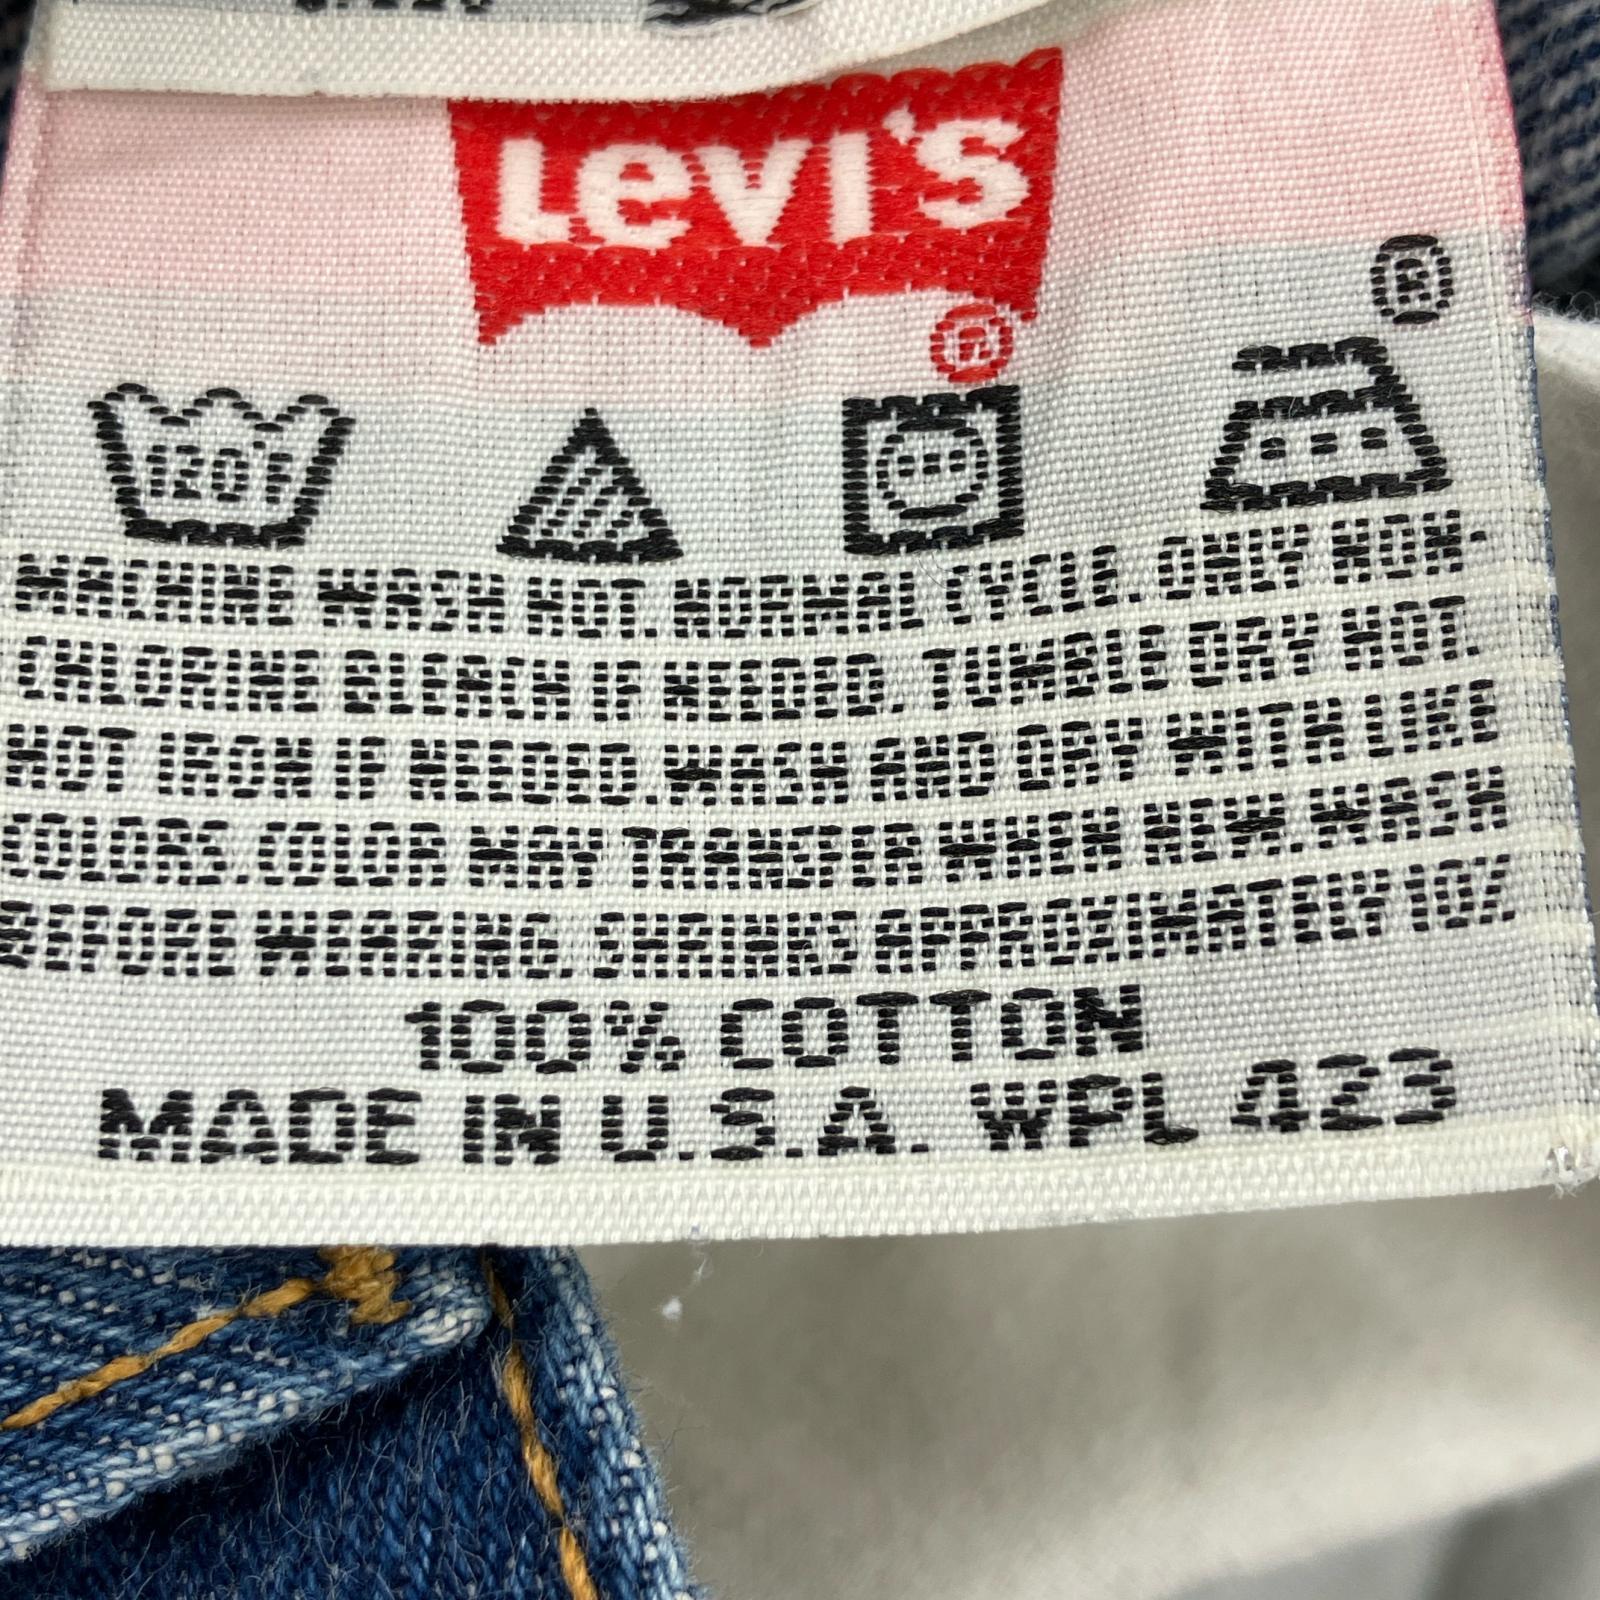 Levi's
®
®
120°F
MACHINE WASH HOT. NORMAL CYCLE. ONLY NON-
CHLORINE BLEACH IF NEEDED. TUMBLE DRY HOT.
HOT IRON IF NEEDED. WASH AND DRY WITH LIKE
COLORS. COLOR MAY TRANSFER WHEN NEW. WASH
BEFORE WEARING. SHRINKS APPROXIMATELY 10%
100% COTTON
MADE IN U.S.A. WPL 423